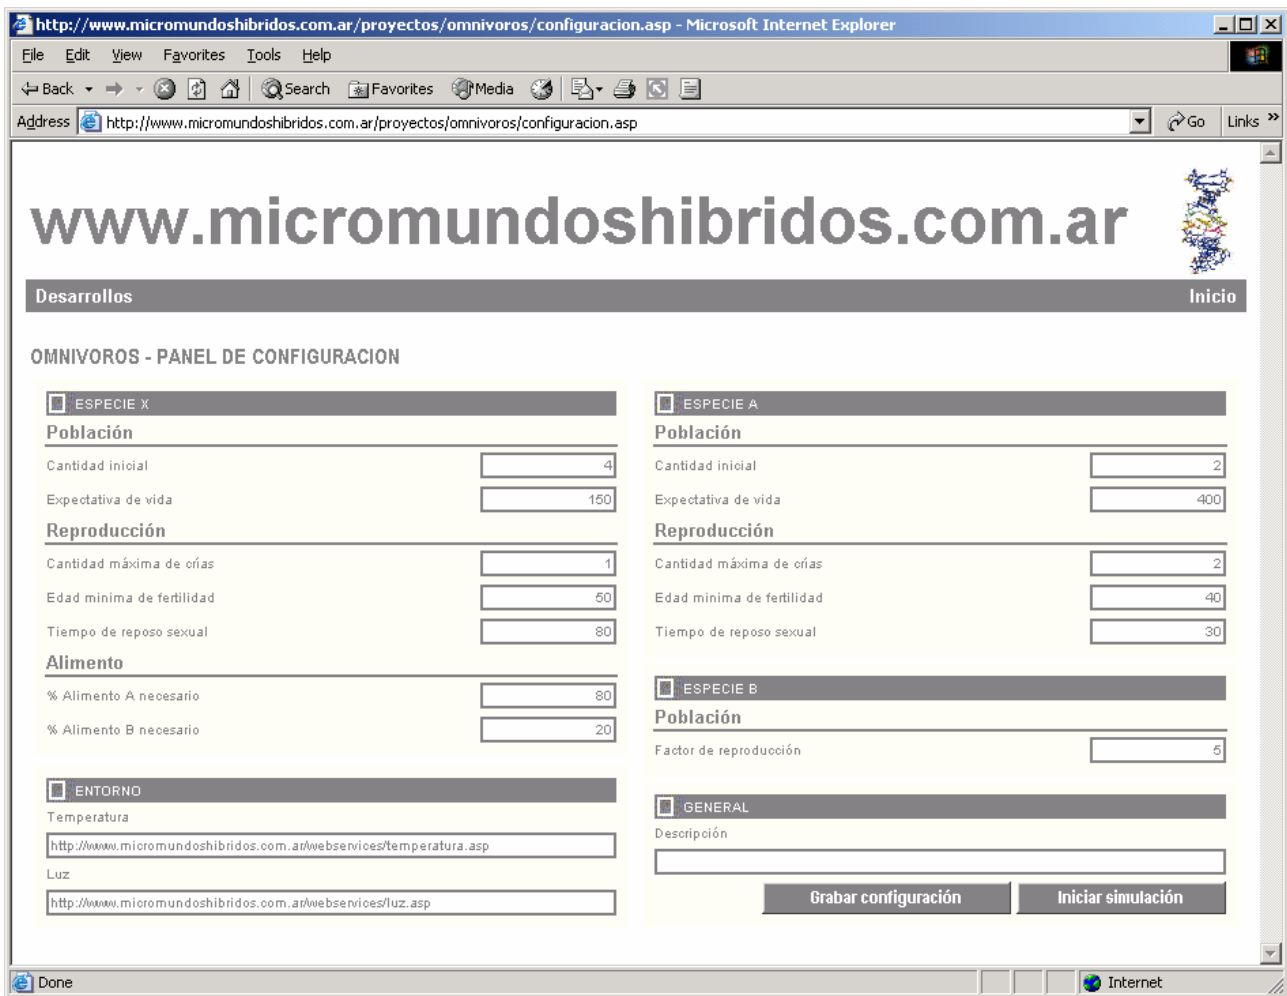 http://www.micromundoshibridos.com.ar/proyectos/omnivoros/configuracion.asp - Microsoft Internet Explorer
File Edit View Favorites Tools Help
Back Search Favorites Media
Address http://www.micromundoshibridos.com.ar/proyectos/omnivoros/configuracion.asp Go Links »
www.micromundoshibridos.com.ar
Desarrollos Inicio
OMNIVOROS - PANEL DE CONFIGURACION
ESPECIE X
Población
Cantidad inicial 4
Expectativa de vida 150
Reproducción
Cantidad máxima de crías 1
Edad minima de fertilidad 50
Tiempo de reposo sexual 80
Alimento
% Alimento A necesario 80
% Alimento B necesario 20
ENTORNO
Temperatura
http://www.micromundoshibridos.com.ar/webservices/temperatura.asp
Luz
http://www.micromundoshibridos.com.ar/webservices/luz.asp
ESPECIE A
Población
Cantidad inicial 2
Expectativa de vida 400
Reproducción
Cantidad máxima de crías 2
Edad minima de fertilidad 40
Tiempo de reposo sexual 30
ESPECIE B
Población
Factor de reproducción 5
GENERAL
Descripción
Grabar configuración Iniciar simulación
Done Internet